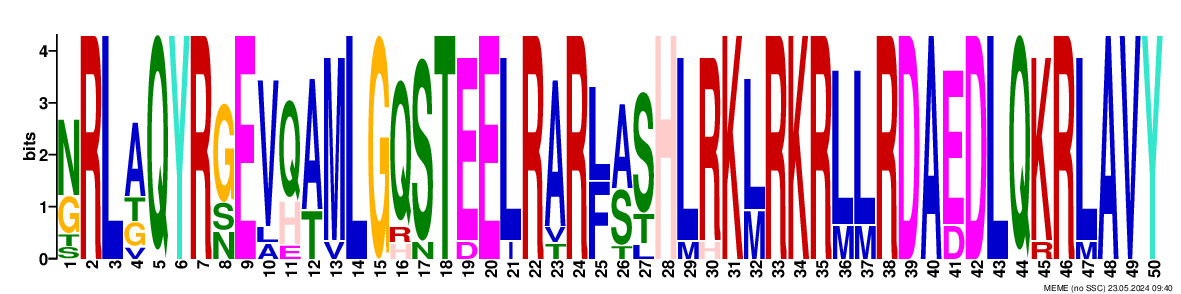 bits
4
3
2
1
0
N R L A Q Y R G E V Q A M L G Q S T E E L R A R L A S H L R K L R K R L L R D A E D L Q K R L A V Y
G T S L H T V R N D I V F S T M H M M M D R M
T G N A E H T T L
S V
1 2 3 4 5 6 7 8 9 10 11 12 13 14 15 16 17 18 19 20 21 22 23 24 25 26 27 28 29 30 31 32 33 34 35 36 37 38 39 40 41 42 43 44 45 46 47 48 49 50
MEME (no SSC) 23.05.2024 09:40